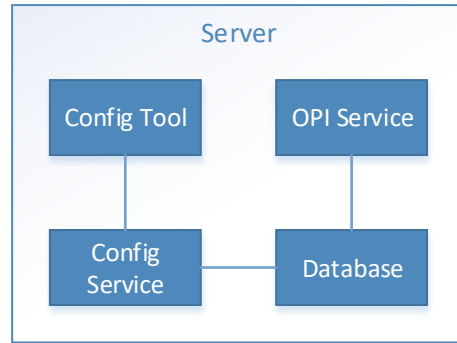 Server
Config Tool
OPI Service
Config
Service
Database